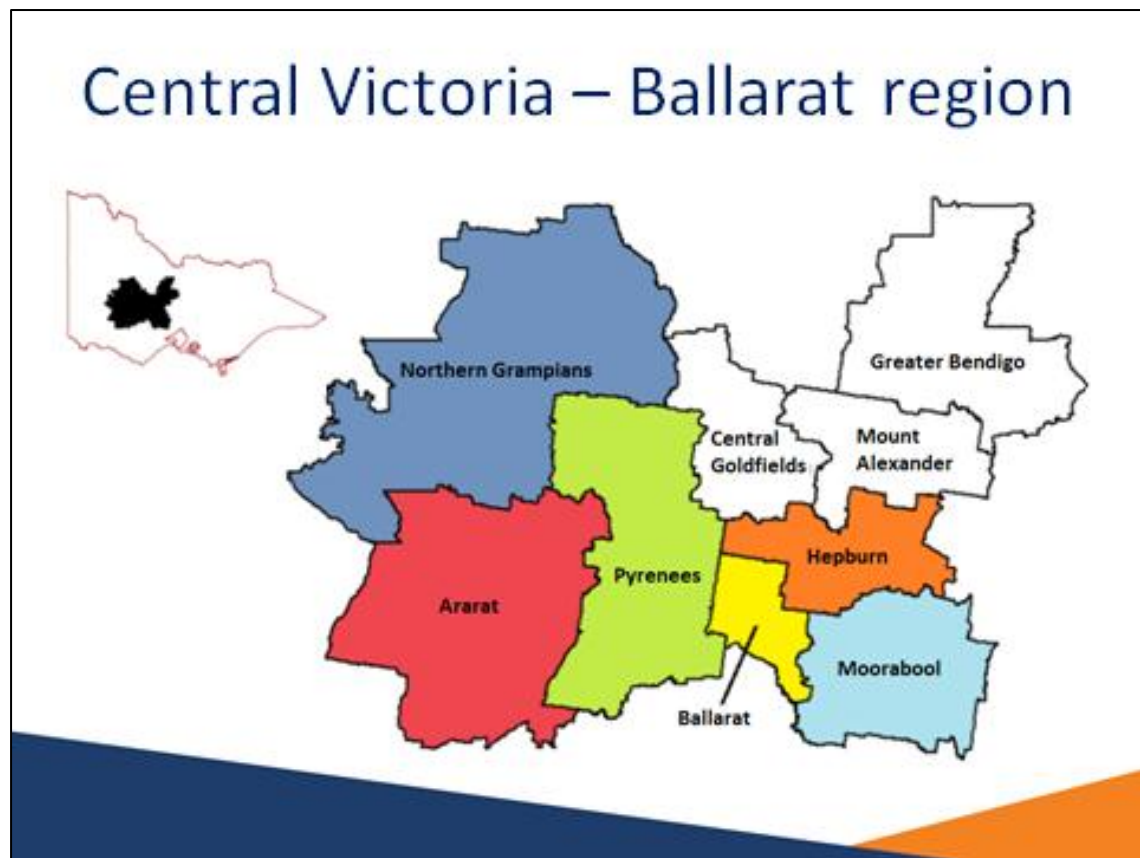 Central Victoria – Ballarat region
Northern Grampians
Greater Bendigo
Central
Goldfields
Mount
Alexander
Hepburn
Pyrenees
Ararat
Moorabool
Ballarat